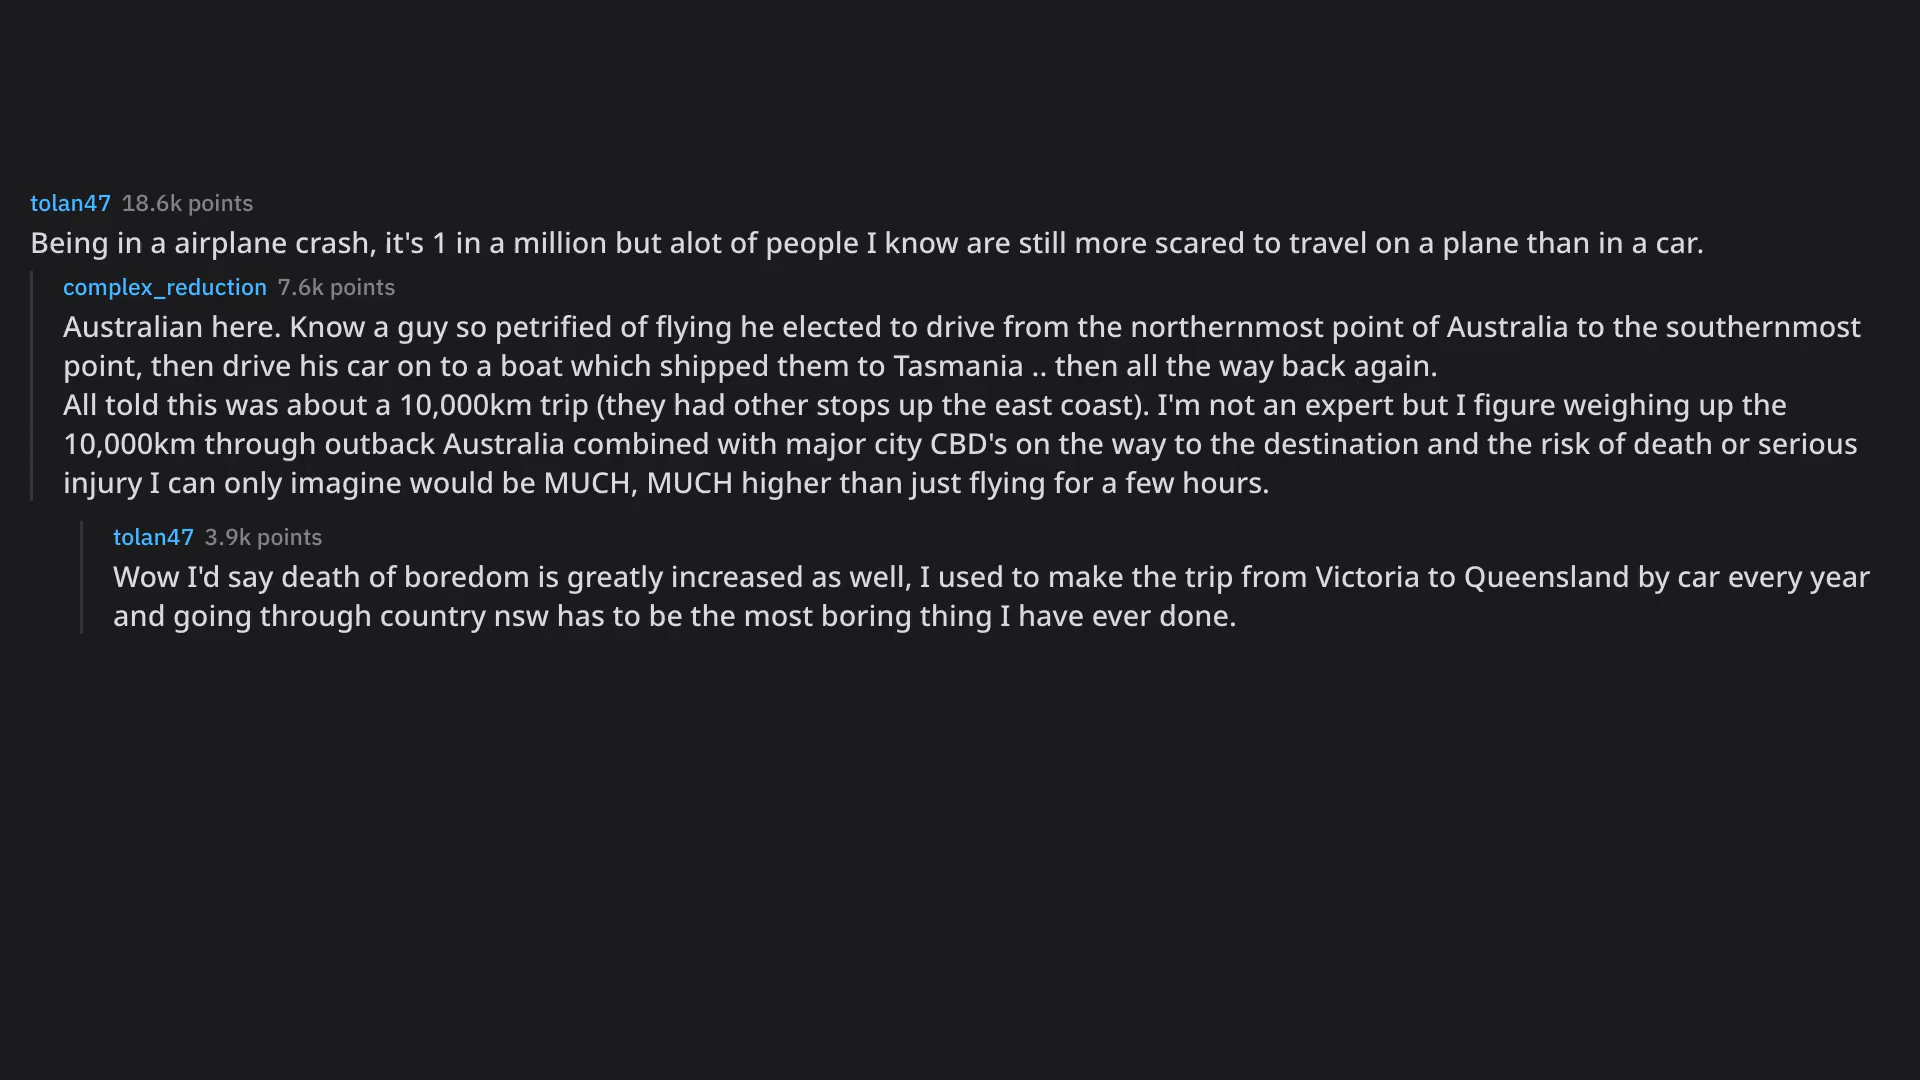 tolan47 18.6k points
Being in a airplane crash, it's 1 in a million but alot of people I know are still more scared to travel on a plane than in a car.
complex_reduction 7.6k points
Australian here. Know a guy so petrified of flying he elected to drive from the northernmost point of Australia to the southernmost
point, then drive his car on to a boat which shipped them to Tasmania .. then all the way back again.
All told this was about a 10,000km trip (they had other stops up the east coast). I'm not an expert but I figure weighing up the
10,000km through outback Australia combined with major city CBD's on the way to the destination and the risk of death or serious
injury I can only imagine would be MUCH, MUCH higher than just flying for a few hours.
tolan47 3.9k points
Wow I'd say death of boredom is greatly increased as well, I used to make the trip from Victoria to Queensland by car every year
and going through country nsw has to be the most boring thing I have ever done.